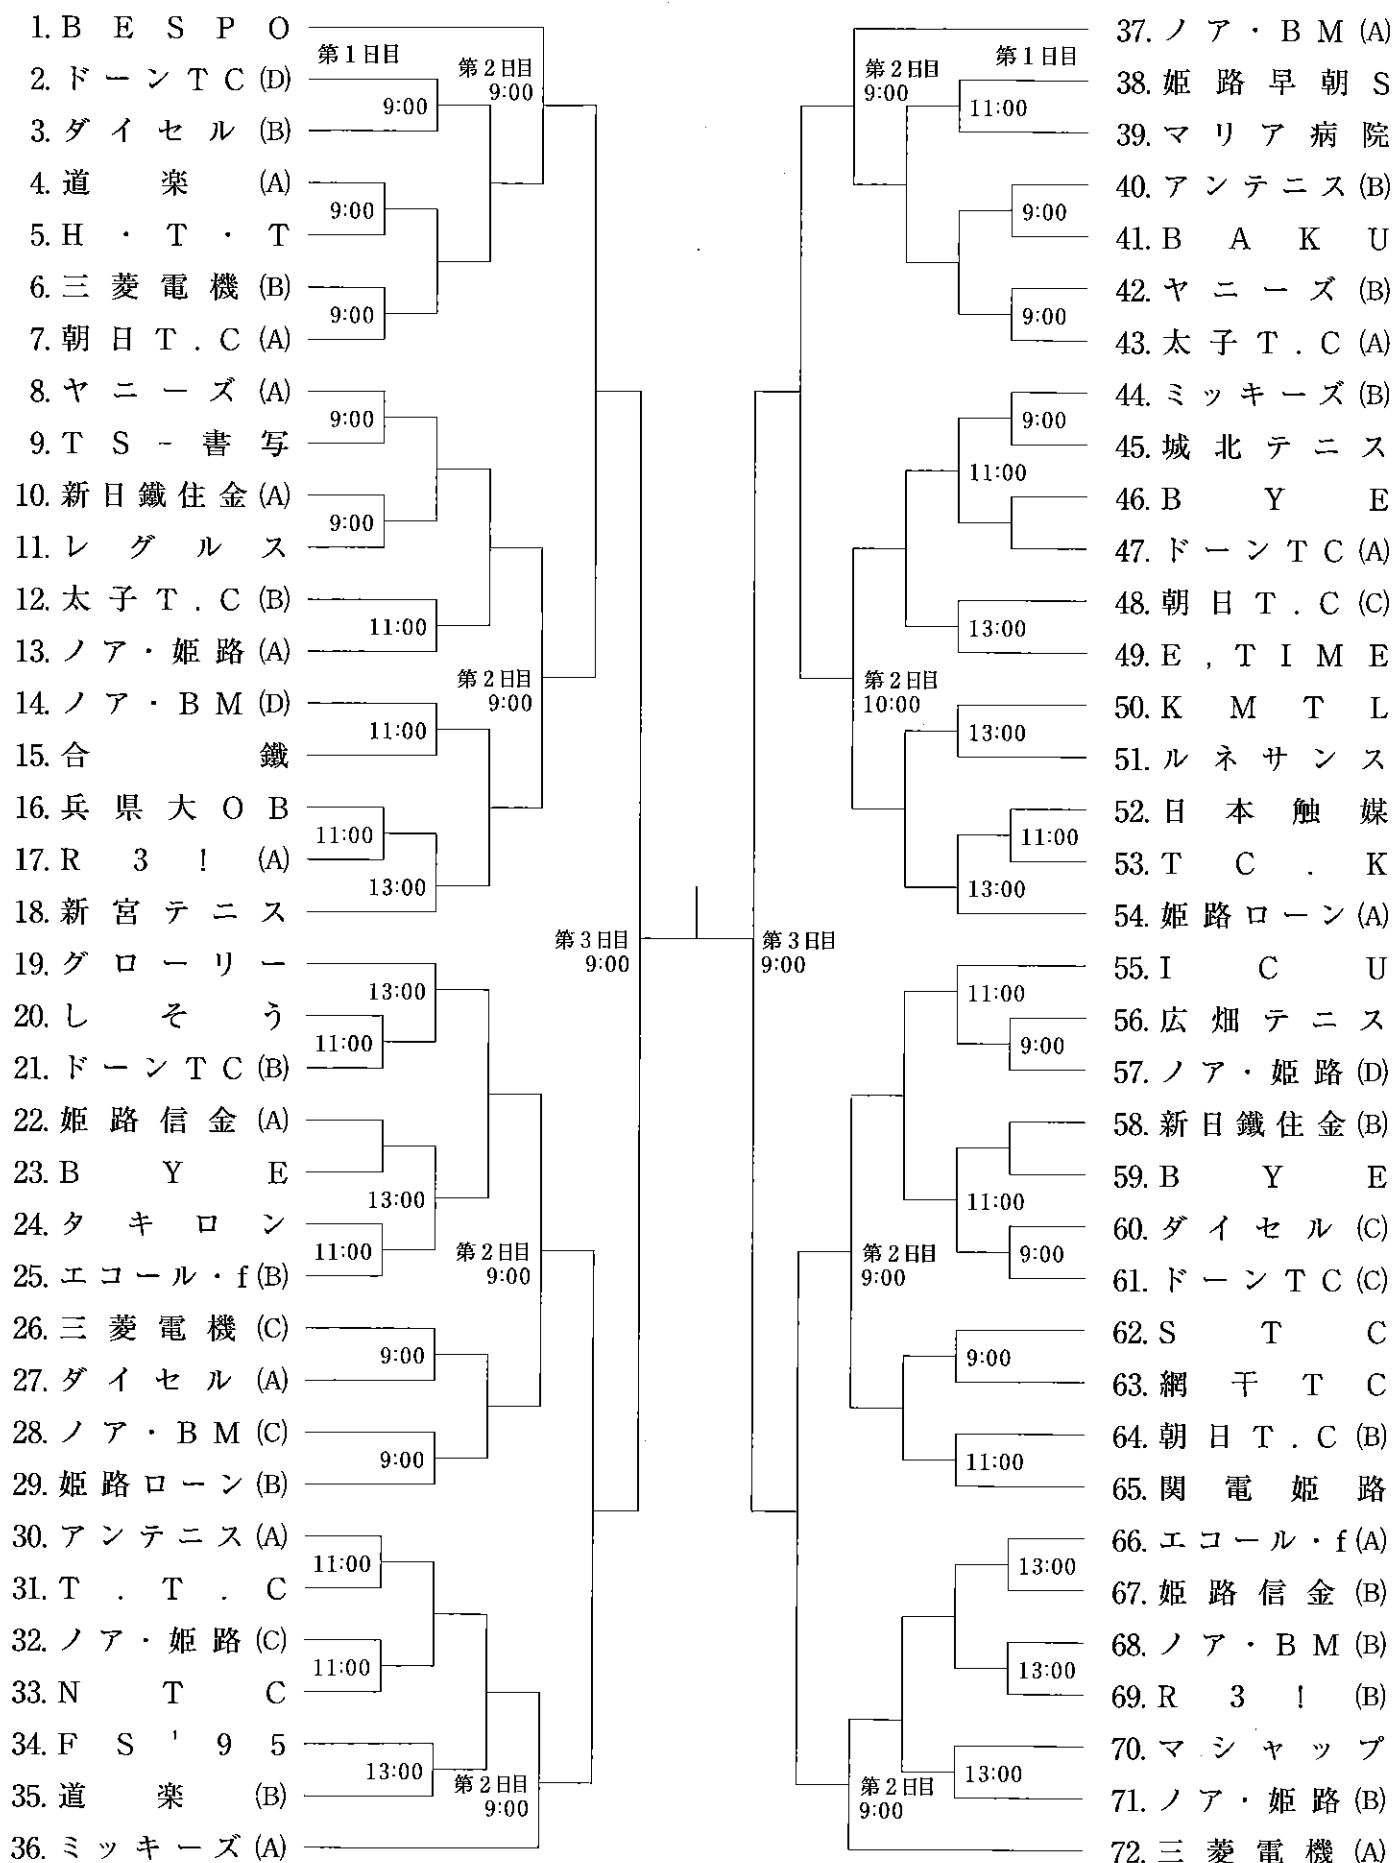 1. B E S P O
2. ドーンTC(D)
3. ダイセル(B)
4. 道楽(A)
5. H・T・T
6. 三菱電機(B)
7. 朝日T.C(A)
8. ヤニーズ(A)
9. TS-書写
10. 新日鐵住金(A)
11. レグルス
12. 太子T.C(B)
13. ノア・姫路(A)
14. ノア・BM(D)
15. 合鐵
16. 兵県大OB
17. R3!(A)
18. 新宮テニス
19. グローリー
20. しそう
21. ドーンTC(B)
22. 姫路信金(A)
23. BYE
24. タキロン
25. エコール・f(B)
26. 三菱電機(C)
27. ダイセル(A)
28. ノア・BM(C)
29. 姫路ローン(B)
30. アンテニス(A)
31. T.T.C
32. ノア・姫路(C)
33. NTC
34. FS'95
35. 道楽(B)
36. ミッキーズ(A)
第1日目
9:00
9:00
9:00
9:00
9:00
11:00
11:00
11:00
13:00
13:00
11:00
13:00
11:00
9:00
9:00
11:00
11:00
13:00
第2日目
9:00
第2日目
9:00
第2日目
9:00
第2日目
9:00
第3日目
9:00
第3日目
9:00
第2日目
9:00
第2日目
10:00
第2日目
9:00
第2日目
9:00
第1日目
11:00
9:00
9:00
9:00
11:00
13:00
13:00
11:00
13:00
11:00
9:00
11:00
9:00
9:00
11:00
13:00
13:00
13:00
37. ノア・BM(A)
38. 姫路早朝S
39. マリア病院
40. アンテニス(B)
41. BAKU
42. ヤニーズ(B)
43. 太子T.C(A)
44. ミッキーズ(B)
45. 城北テニス
46. BYE
47. ドーンTC(A)
48. 朝日T.C(C)
49. E,TIME
50. KMTL
51. ルネサンス
52. 日本触媒
53. TC.K
54. 姫路ローン(A)
55. ICU
56. 広畑テニス
57. ノア・姫路(D)
58. 新日鐵住金(B)
59. BYE
60. ダイセル(C)
61. ドーンTC(C)
62. STC
63. 網干TC
64. 朝日T.C(B)
65. 関電姫路
66. エコール・f(A)
67. 姫路信金(B)
68. ノア・BM(B)
69. R3!(B)
70. マシャップ
71. ノア・姫路(B)
72. 三菱電機(A)